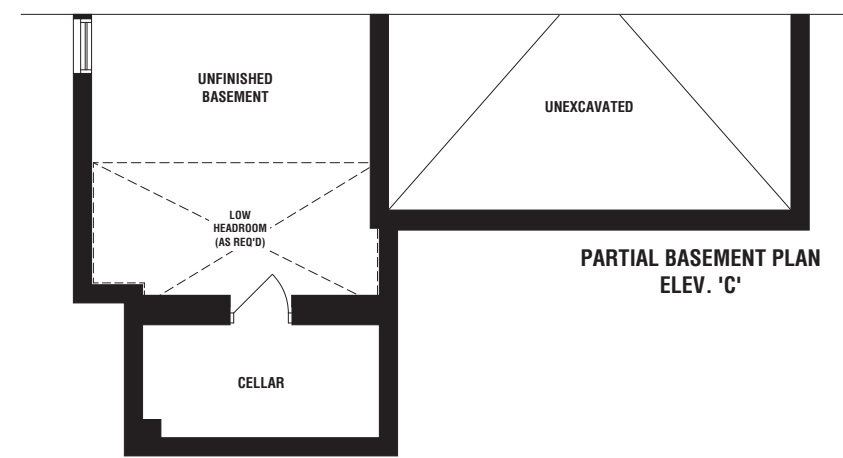 UNFINISHED
BASEMENT
UNEXCAVATED
LOW
HEADROOM
(AS REQ'D)
PARTIAL BASEMENT PLAN
ELEV. 'C'
CELLAR